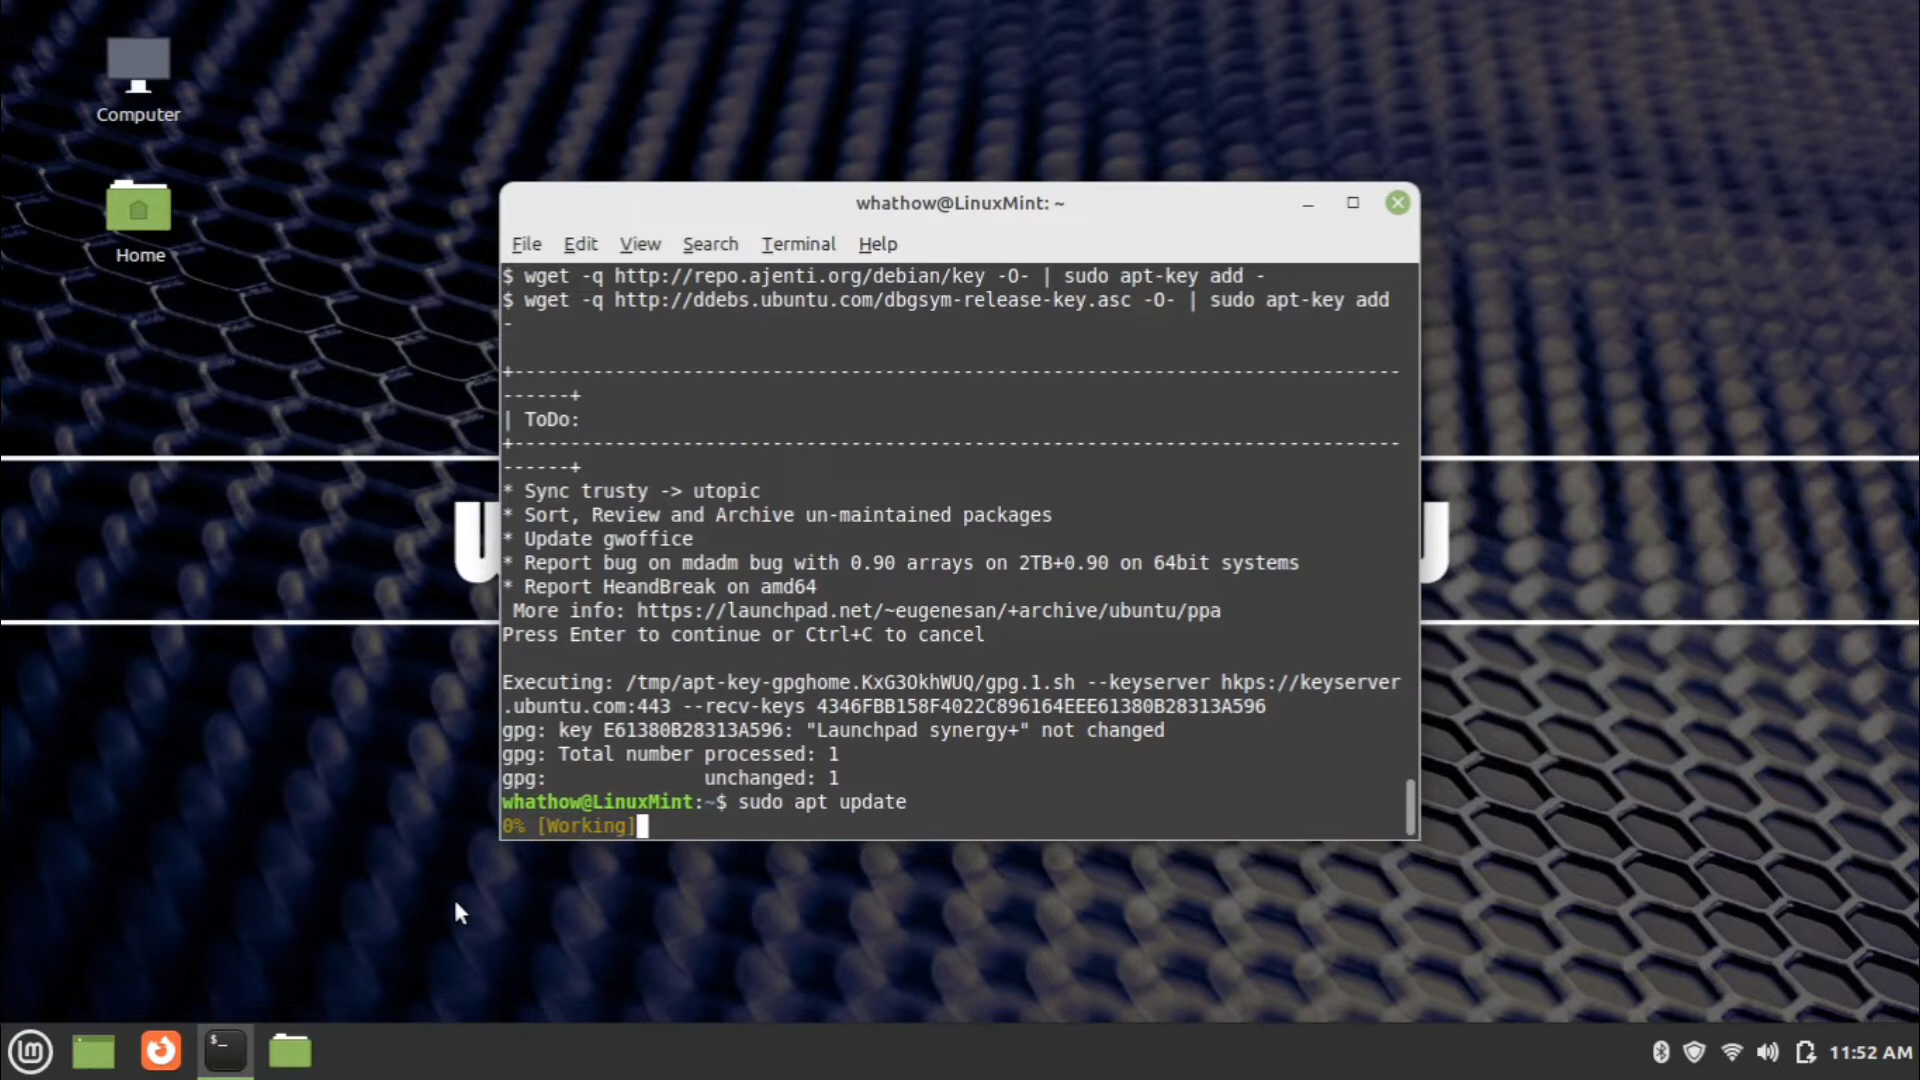 Computer
Home
whathow@LinuxMint: ~
File Edit View Search Terminal Help
$ wget -q http://repo.ajenti.org/debian/key -O- | sudo apt-key add -
$ wget -q http://ddebs.ubuntu.com/dbgsym-release-key.asc -O- | sudo apt-key add
-
+-------------------------------------------------------------------------------
------+
| ToDo:
+-------------------------------------------------------------------------------
------+
* Sync trusty -> utopic
* Sort, Review and Archive un-maintained packages
* Update gwoffice
* Report bug on mdadm bug with 0.90 arrays on 2TB+0.90 on 64bit systems
* Report HeandBreak on amd64
More info: https://launchpad.net/~eugenesan/+archive/ubuntu/ppa
Press Enter to continue or Ctrl+C to cancel
Executing: /tmp/apt-key-gpghome.KxG3OkhWUQ/gpg.1.sh --keyserver hkps://keyserver
.ubuntu.com:443 --recv-keys 4346FBB158F4022C896164EEE61380B28313A596
gpg: key E61380B28313A596: "Launchpad synergy+" not changed
gpg: Total number processed: 1
gpg:              unchanged: 1
whathow@LinuxMint:~$ sudo apt update
0% [Working]
$_
11:52 AM